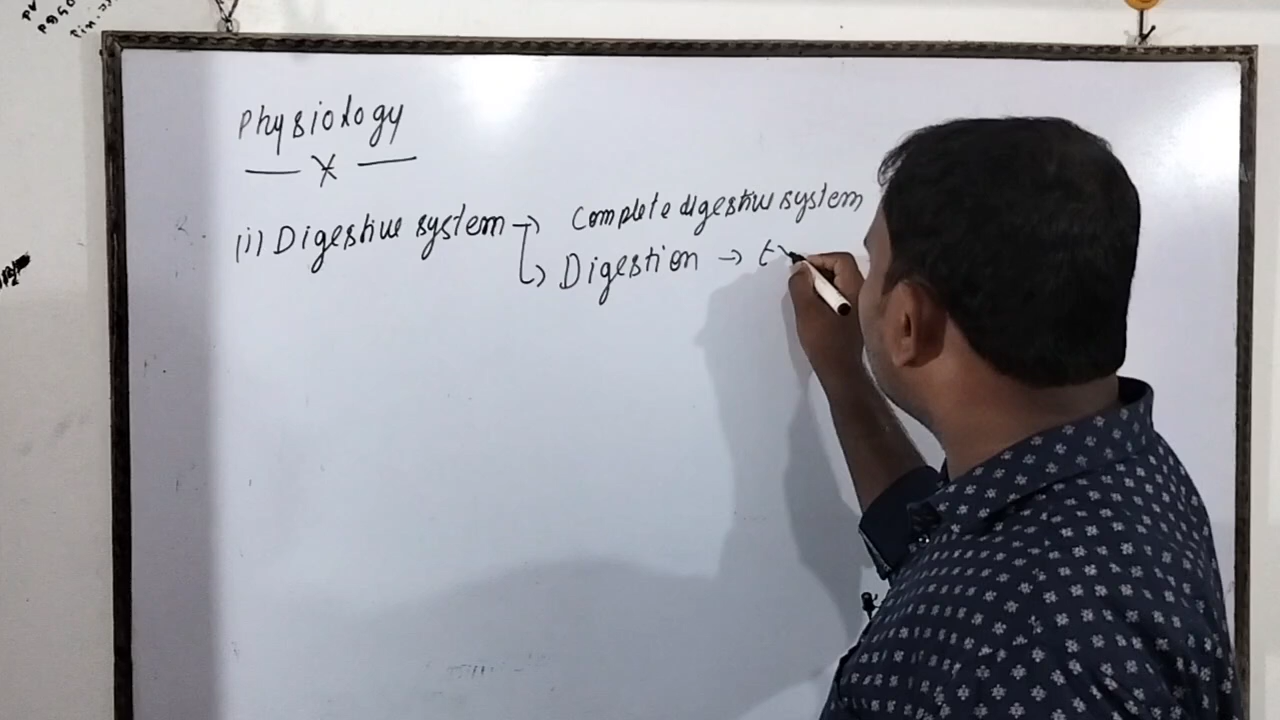 Physiology
— X —
(i) Digestive system → Complete digestive system
↳ Digestion →